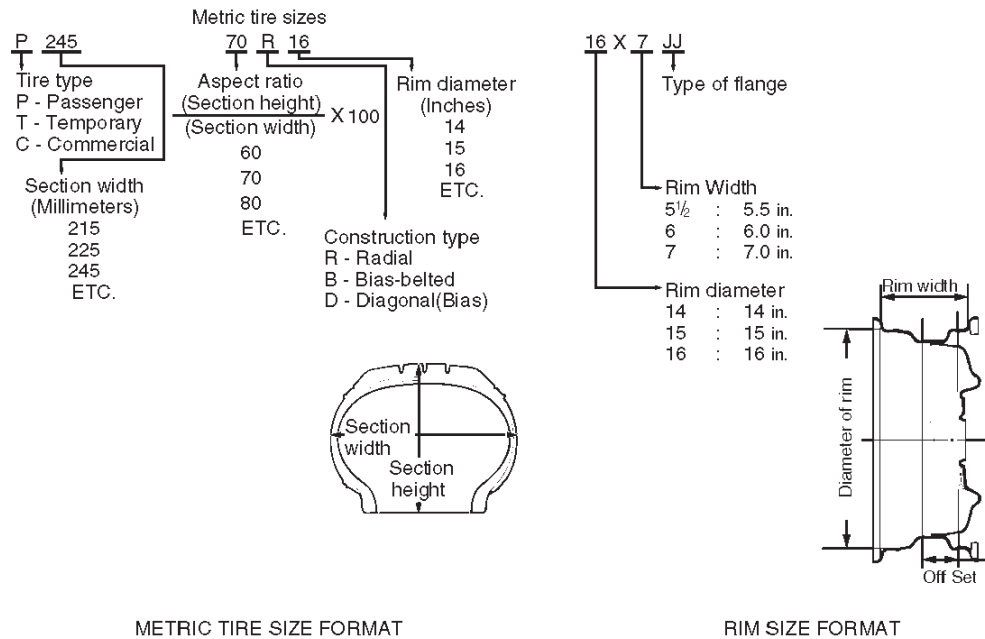 Metric tire sizes
P 245 70 R 16
Tire type
P - Passenger
T - Temporary
C - Commercial
Section width
(Millimeters)
215
225
245
ETC.
Aspect ratio
(Section height)
(Section width)
X 100
60
70
80
ETC.
Rim diameter
(Inches)
14
15
16
ETC.
Construction type
R - Radial
B - Bias-belted
D - Diagonal(Bias)
Section
width
Section
height
METRIC TIRE SIZE FORMAT
16 X 7 JJ
Type of flange
Rim Width
5½ : 5.5 in.
6 : 6.0 in.
7 : 7.0 in.
Rim diameter
14 : 14 in.
15 : 15 in.
16 : 16 in.
Rim width
Diameter of rim
Off Set
RIM SIZE FORMAT